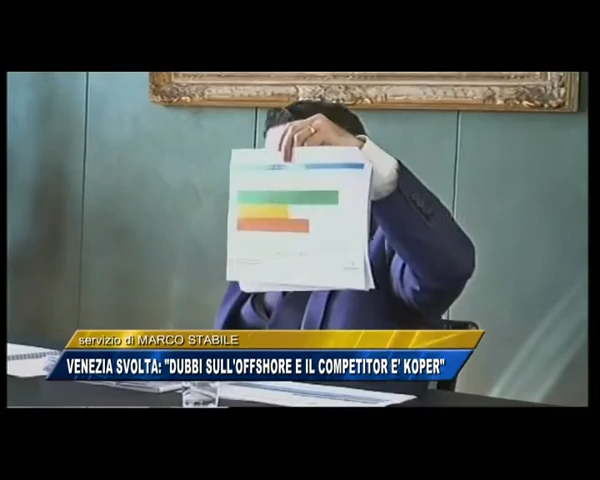 servizio di MARCO STABILE
VENEZIA SVOLTA: "DUBBI SULL'OFFSHORE E IL COMPETITOR E' KOPER"